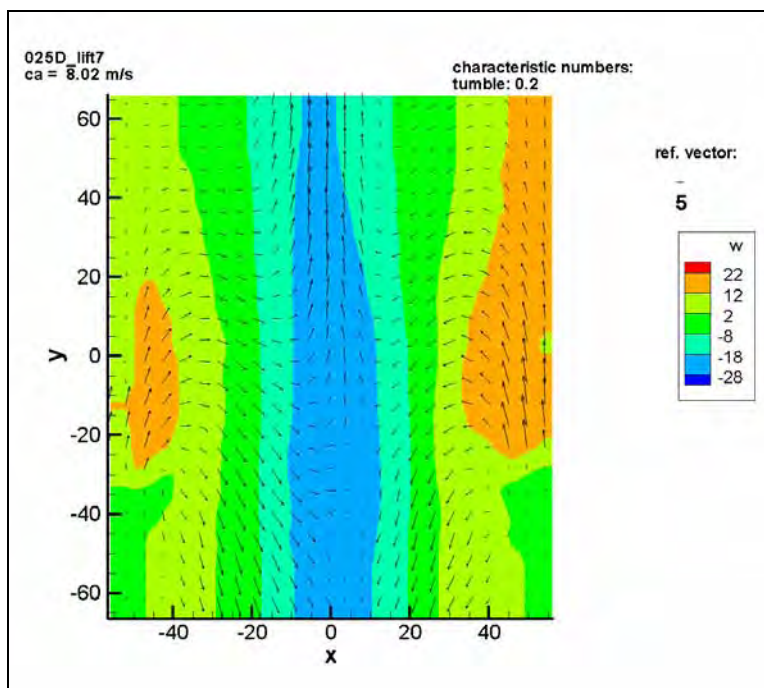 025D_lift7
ca = 8.02 m/s
characteristic numbers:
tumble: 0.2
ref. vector:
5
w
22
12
2
-8
-18
-28
60
40
20
0
-20
-40
-60
y
-40
-20
0
20
40
x